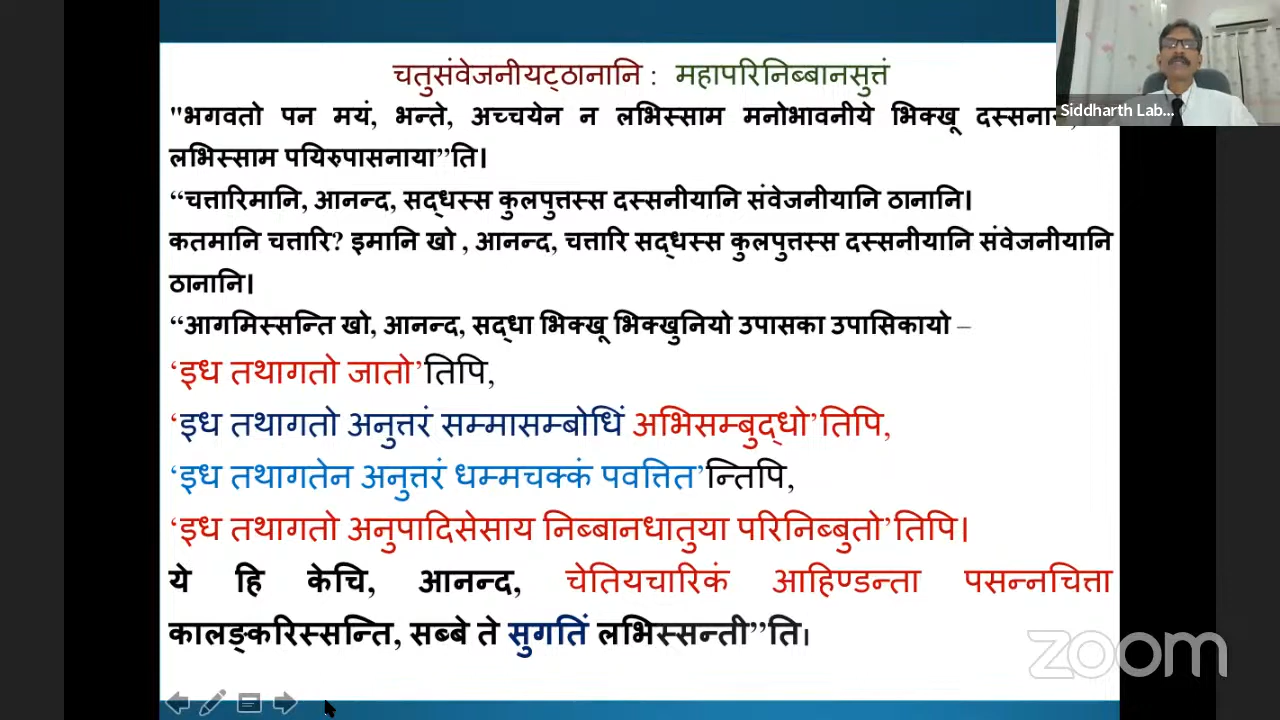 चतुसंवेजनीयट्ठानानि : महापरिनिब्बानसुत्तं
"भगवतो पन मयं, भन्ते, अच्चयेन न लभिस्साम मनोभावनीये भिक्खू
लभिस्साम पयिरुपासनाया”ति।
“चत्तारिमानि, आनन्द, सद्धस्स कुलपुत्तस्स दस्सनीयानि संवेजनीयानि ठानानि।
कतमानि चत्तारि? इमानि खो , आनन्द, चत्तारि सद्धस्स कुलपुत्तस्स दस्सनीयानि संवेजनीयानि
ठानानि।
“आगमिस्सन्ति खो, आनन्द, सद्धा भिक्खू भिक्खुनियो उपासका उपासिकायो –
‘इध तथागतो जातो’तिपि,
‘इध तथागतो अनुत्तरं सम्मासम्बोधिं अभिसम्बुद्धो’तिपि,
‘इध तथागतेन अनुत्तरं धम्मचक्कं पवत्तित’न्तिपि,
‘इध तथागतो अनुपादिसेसाय निब्बानधातुया परिनिब्बुतो’तिपि।
ये हि केचि, आनन्द, चेतियचारिकं आहिण्डन्ता पसन्नचित्ता
कालङ्करिस्सन्ति, सब्बे ते सुगतिं लभिस्सन्ती”ति।
Siddharth Lab...
zoom